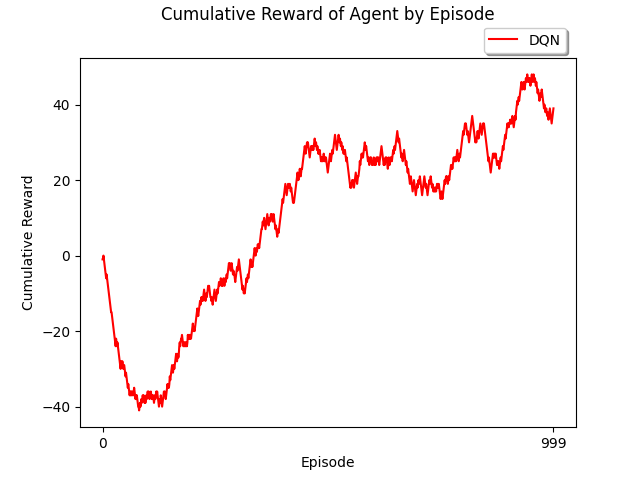 Cumulative Reward of Agent by Episode
DQN
Cumulative Reward
40
20
0
−20
−40
0
999
Episode